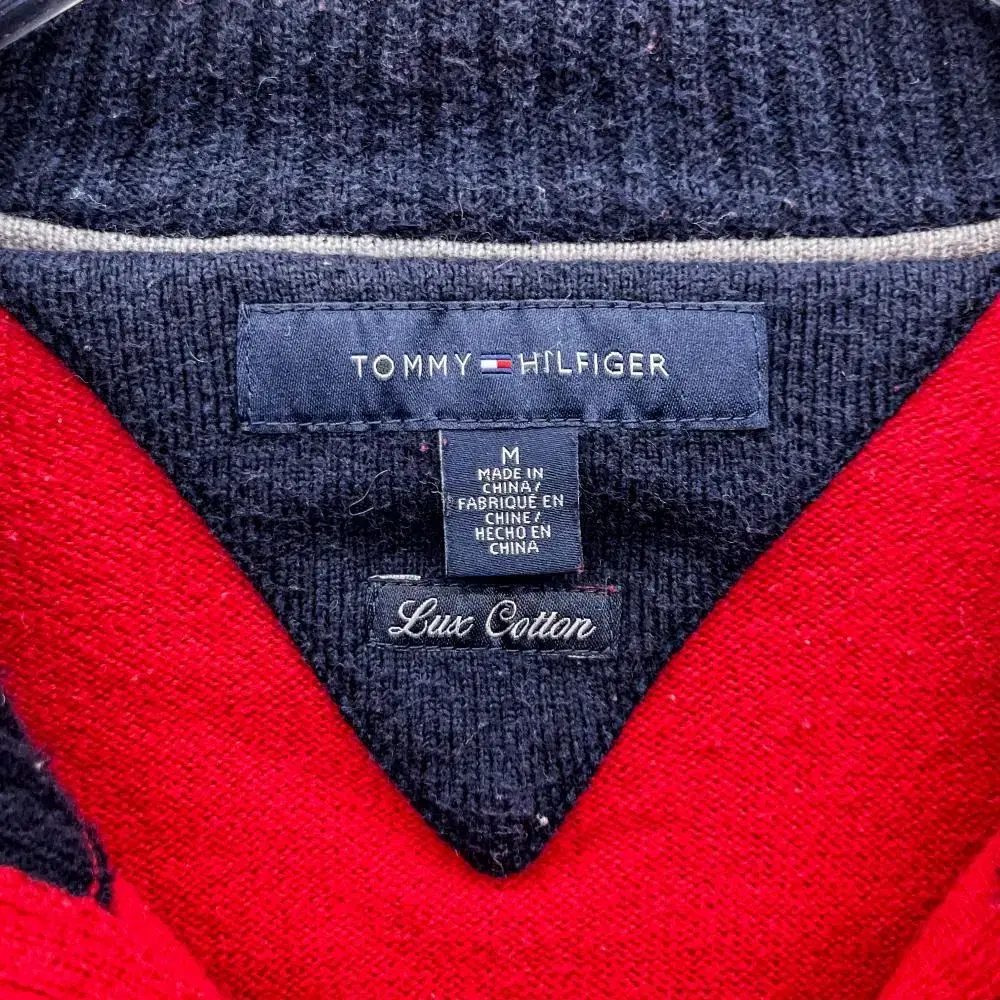 TOMMY HILFIGER
M
MADE IN
CHINA/
FABRIQUE EN
CHINE/
HECHO EN
CHINA
Lux Cotton